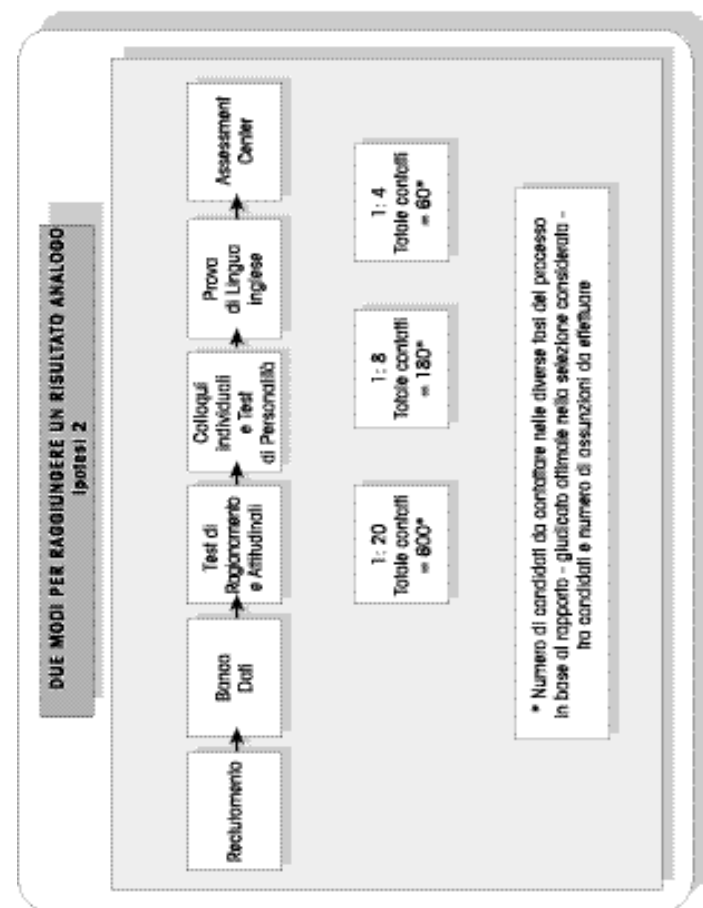 DUE MODI PER RAGGIUNGERE UN RISULTATO ANALOGO
Ipotesi 2
Reclutamento
Banca
Dati
Test di
Ragionamento
e Attitudinali
Colloqui
individuali
e Test
di Personalità
Prova
di Lingua
inglese
Assessment
Center
1: 20
Totale contatti
= 600*
1: 8
Totale contatti
= 180*
1: 4
Totale contatti
= 60*
* Numero di candidati da contattare nelle diverse fasi del processo
in base al rapporto - giudicato ottimale nella selezione considerata -
tra candidati e numero di assunzioni da effettuare